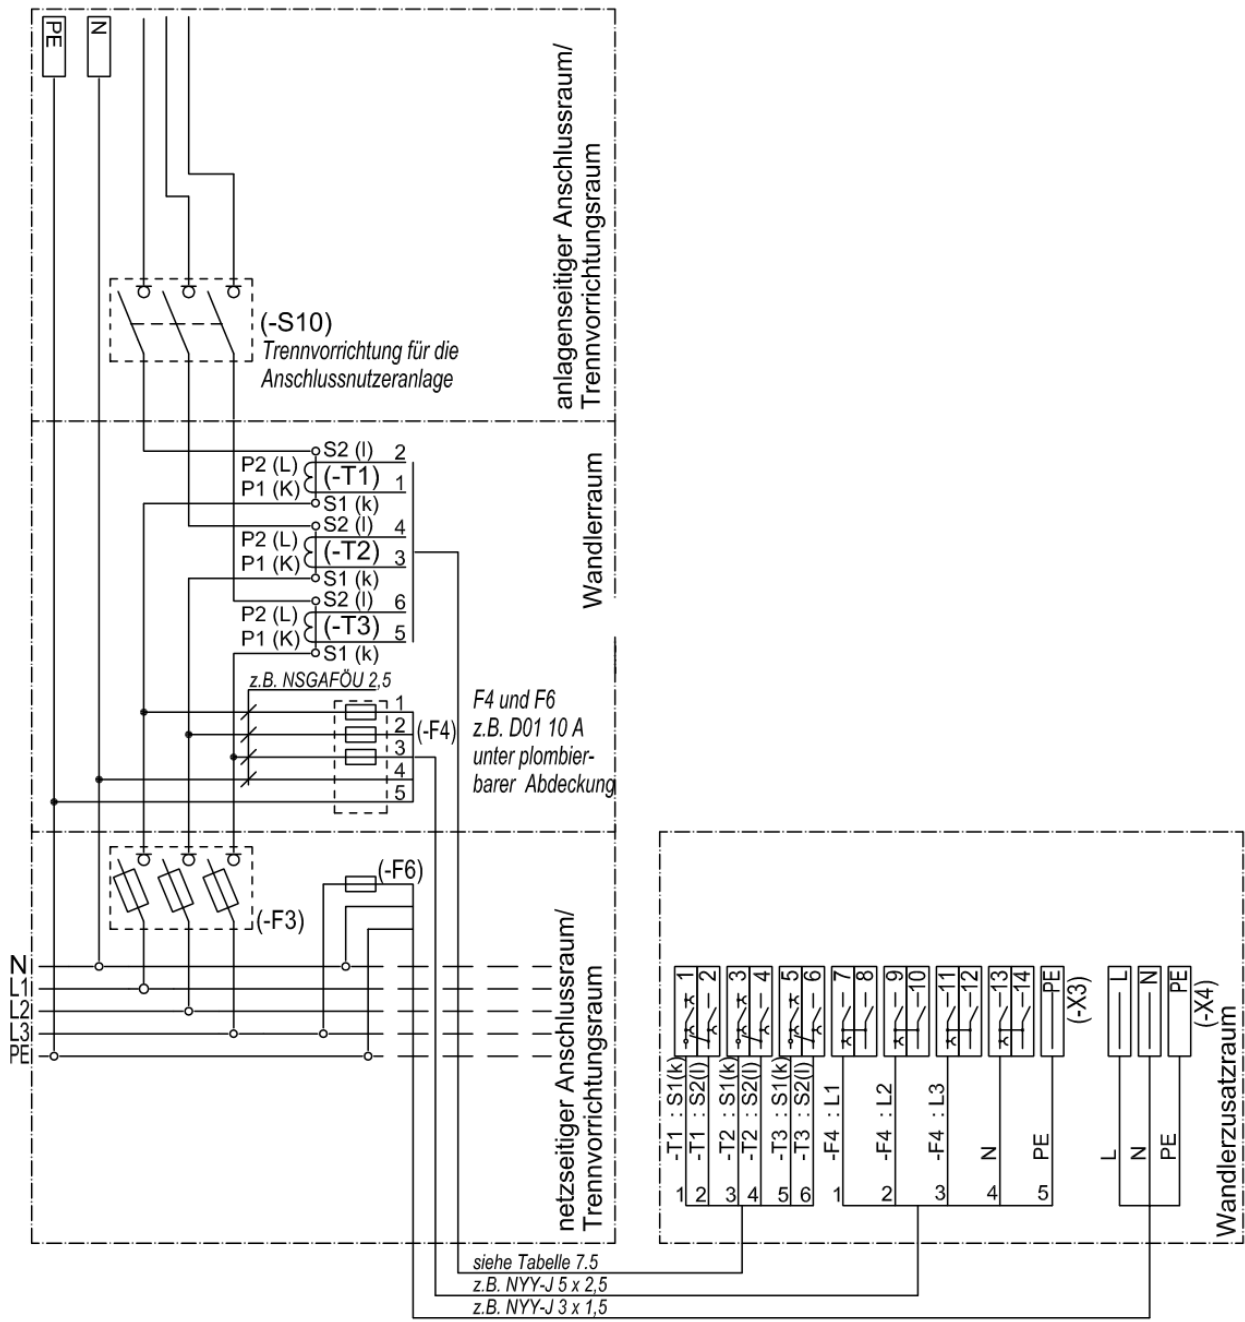 PE
N
anlagenseitiger Anschlussraum/
Trennvorrichtungsraum
(-S10)
Trennvorrichtung für die
Anschlussnutzeranlage
Wandlerraum
S2 (l) 2
P2 (L)
(-T1)
P1 (K) 1
S1 (k)
S2 (l) 4
P2 (L)
(-T2)
P1 (K) 3
S1 (k)
S2 (l) 6
P2 (L)
(-T3)
P1 (K) 5
S1 (k)
z.B. NSGAFÖU 2,5
1
2
3
4
5
(-F4)
F4 und F6
z.B. D01 10 A
unter plombier-
barer Abdeckung
(-F3)
(-F6)
netzseitiger Anschlussraum/
Trennvorrichtungsraum
N
L1
L2
L3
PE
1 2 3 4 5 6 7 8 9 10 11 12 13 14 PE
(-X3)
L N PE
(-X4)
Wandlerzusatzraum
-T1 : S1(k)
-T1 : S2(l)
-T2 : S1(k)
-T2 : S2(l)
-T3 : S1(k)
-T3 : S2(l)
-F4 : L1
-F4 : L2
-F4 : L3
N
PE
L
N
PE
1 2 3 4 5 6 1 2 3 4 5
siehe Tabelle 7.5
z.B. NYY-J 5 x 2,5
z.B. NYY-J 3 x 1,5